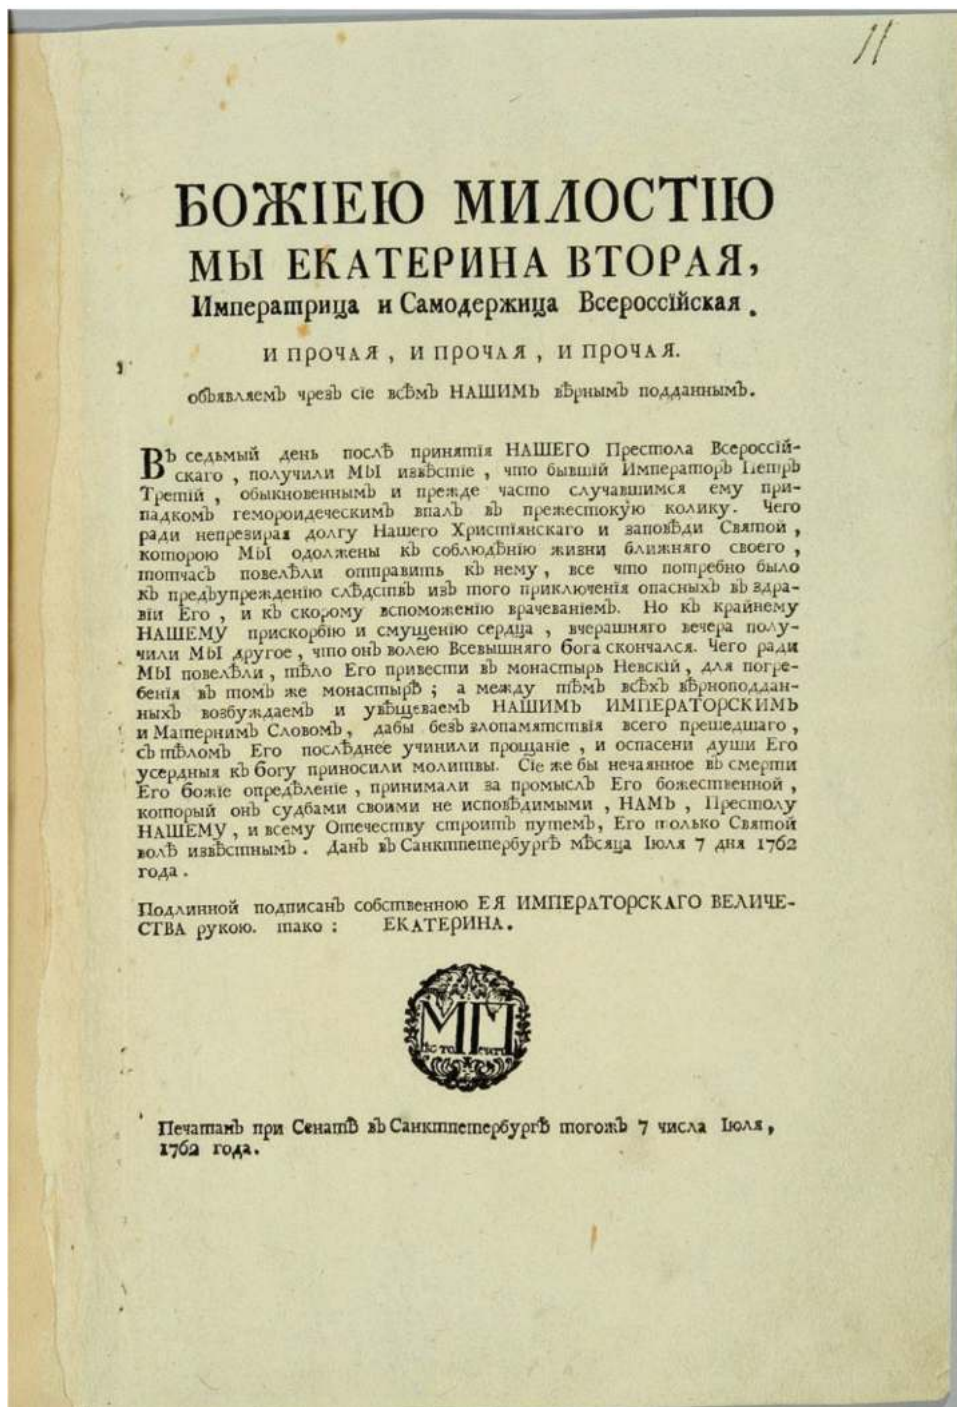 11
БОЖІЕЮ МИЛОСТІЮ
МЫ ЕКАТЕРИНА ВТОРАЯ,
Императрица и Самодержица Всероссійская.
И ПРОЧАЯ, И ПРОЧАЯ, И ПРОЧАЯ.
объявляемъ чрезъ сіе всѣмъ НАШИМЪ вѣрнымъ подданнымъ.
Въ седьмый день послѣ принятія НАШЕГО Престола Всероссій-
скаго, получили МЫ извѣстіе, что бывшій Императоръ Петръ
Третій, обыкновеннымъ и прежде часто случавшимся ему при-
падкомъ гемороидеческимъ впалъ въ прежестокую колику. Чего
ради непрезирая долгу Нашего Христіянскаго и заповѣди Святой,
которою МЫ одолжены къ соблюдѣнію жизни ближняго своего,
тотчасъ повелѣли отправить къ нему, все что потребно было
къ предъупрежденію слѣдствъ изъ того приключенія опасныхъ въ здра-
віи Его, и къ скорому вспоможенію врачеваніемъ. Но къ крайнему
НАШЕМУ прискорбію и смущенію сердца, вчерашняго вечера полу-
чили МЫ другое, что онъ волею Всевышняго бога скончался. Чего ради
МЫ повелѣли, тѣло Его привести въ монастырь Невскій, для погре-
бенія въ томъ же монастырѣ; а между тѣмъ всѣхъ вѣрноподдан-
ныхъ возбуждаемъ и увѣщеваемъ НАШИМЪ ИМПЕРАТОРСКИМЪ
и Матернимъ Словомъ, дабы безъ злопамятствія всего прешедшаго,
съ тѣломъ Его послѣднее учинили прощаніе, и оспасени души Его
усердныя къ богу приносили молитвы. Сіе же бы нечаянное въ смерти
Его божіе опредѣленіе, принимали за промыслъ Его божественной,
который онъ судбами своими не исповѣдимыми, НАМЪ, Престолу
НАШЕМУ, и всему Отечеству строитъ путемъ, Его только Святой
волѣ извѣстнымъ. Данъ въ Санктпетербургѣ мѣсяца Іюля 7 дня 1762
года.
Подлинной подписанъ собственною ЕЯ ИМПЕРАТОРСКАГО ВЕЛИЧЕ-
СТВА рукою. тако: ЕКАТЕРИНА.
МП
Печатанъ при Сенатѣ въ Санктпетербургѣ тогожъ 7 числа Іюля,
1762 года.